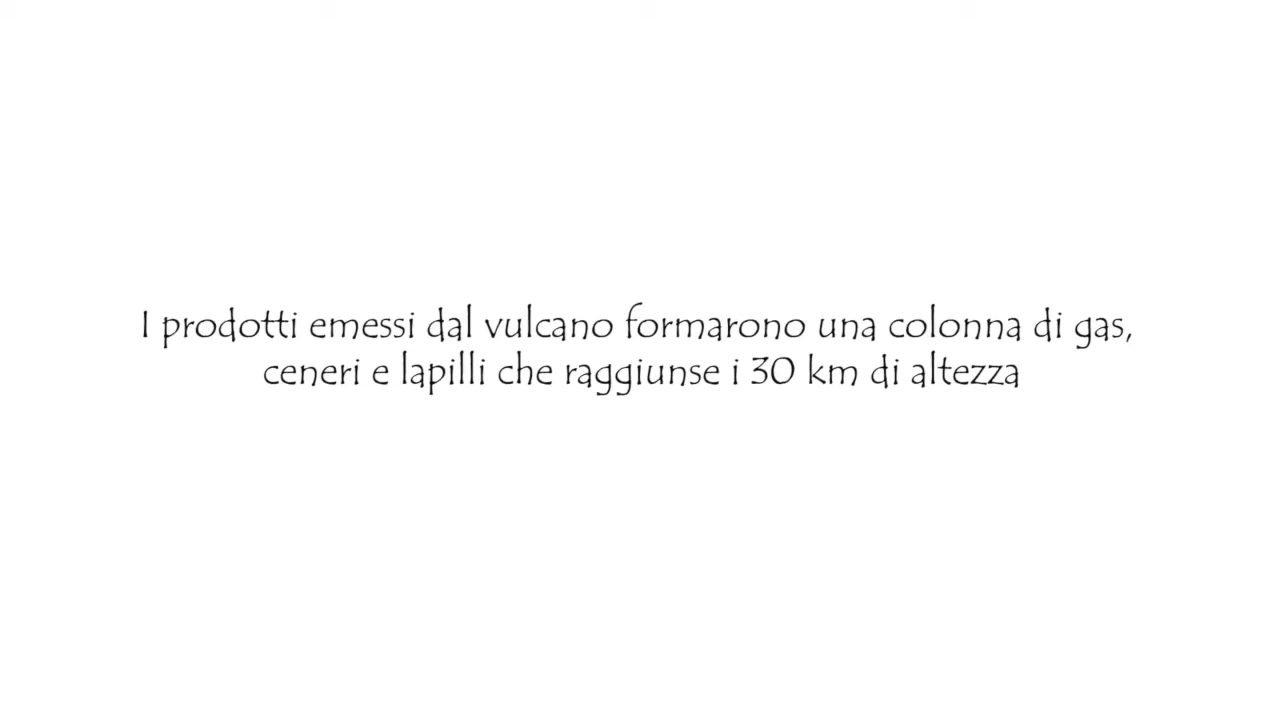 I prodotti emessi dal vulcano formarono una colonna di gas,
ceneri e lapilli che raggiunse i 30 km di altezza